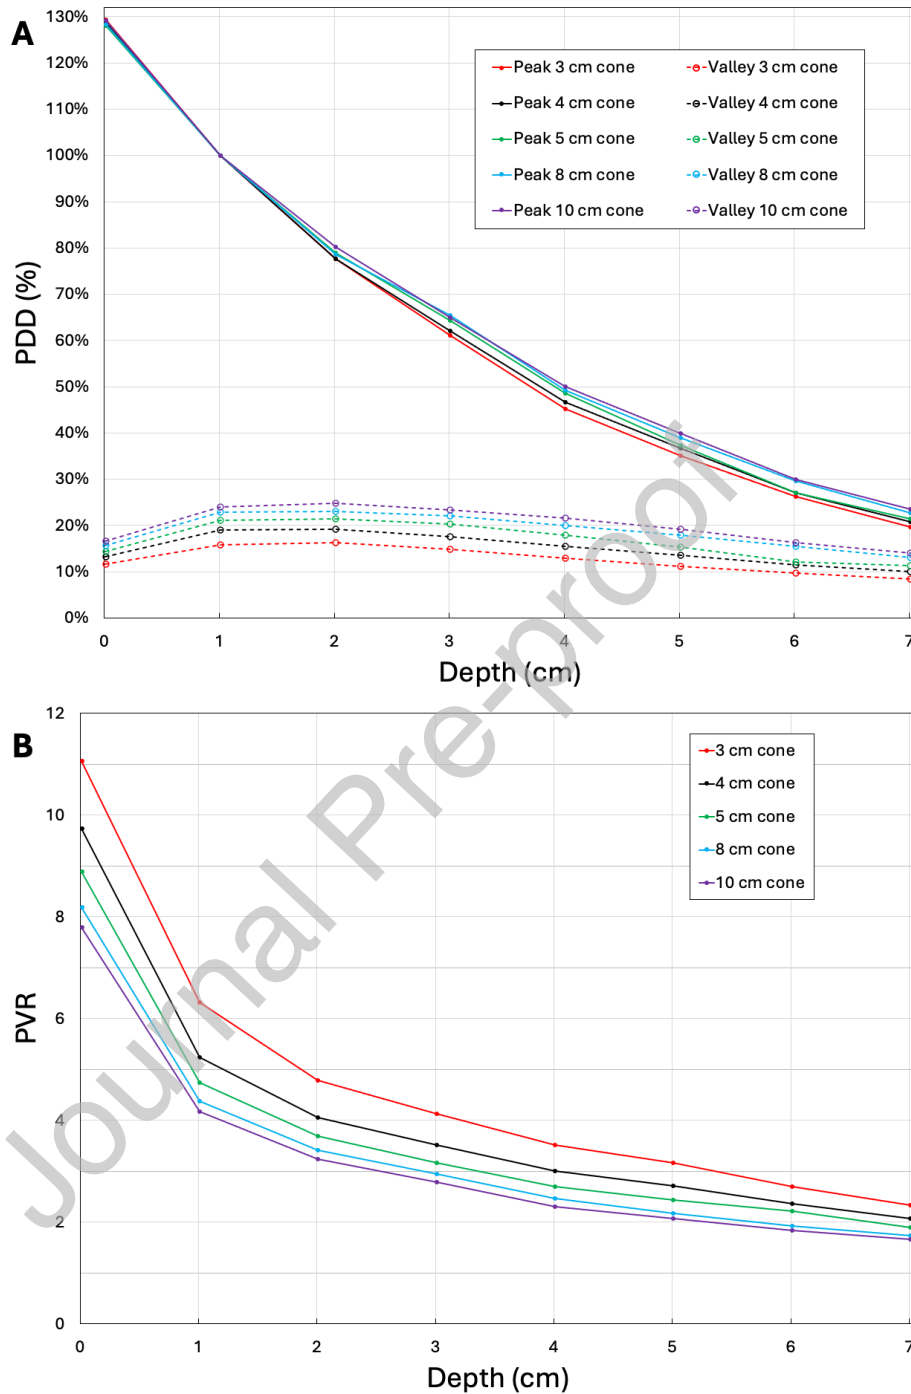 A
130%
120%
110%
100%
90%
80%
70%
60%
50%
40%
30%
20%
10%
0%
PDD (%)
Peak 3 cm cone Valley 3 cm cone
Peak 4 cm cone Valley 4 cm cone
Peak 5 cm cone Valley 5 cm cone
Peak 8 cm cone Valley 8 cm cone
Peak 10 cm cone Valley 10 cm cone
0 1 2 3 4 5 6 7
Depth (cm)
B
12
10
8
6
4
2
0
PVR
3 cm cone
4 cm cone
5 cm cone
8 cm cone
10 cm cone
0 1 2 3 4 5 6 7
Depth (cm)
Journal Pre-proof